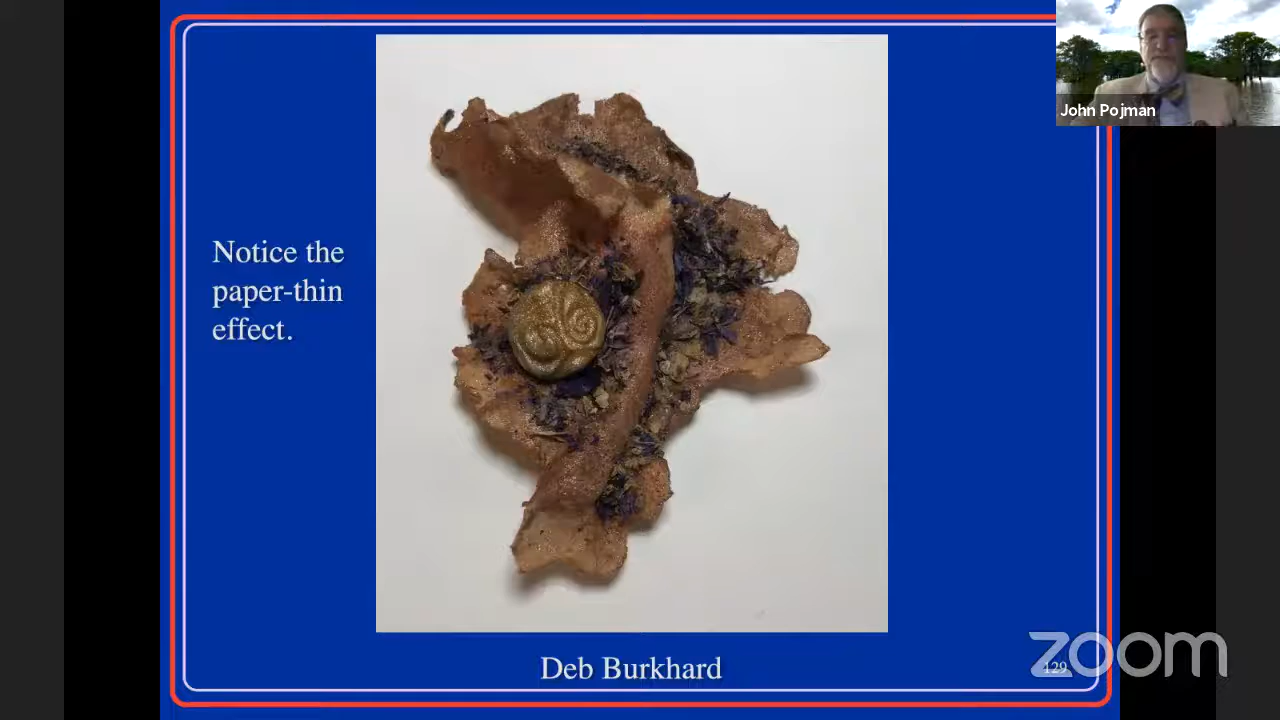 John Pojman
Notice the
paper-thin
effect.
Deb Burkhard
129
zoom